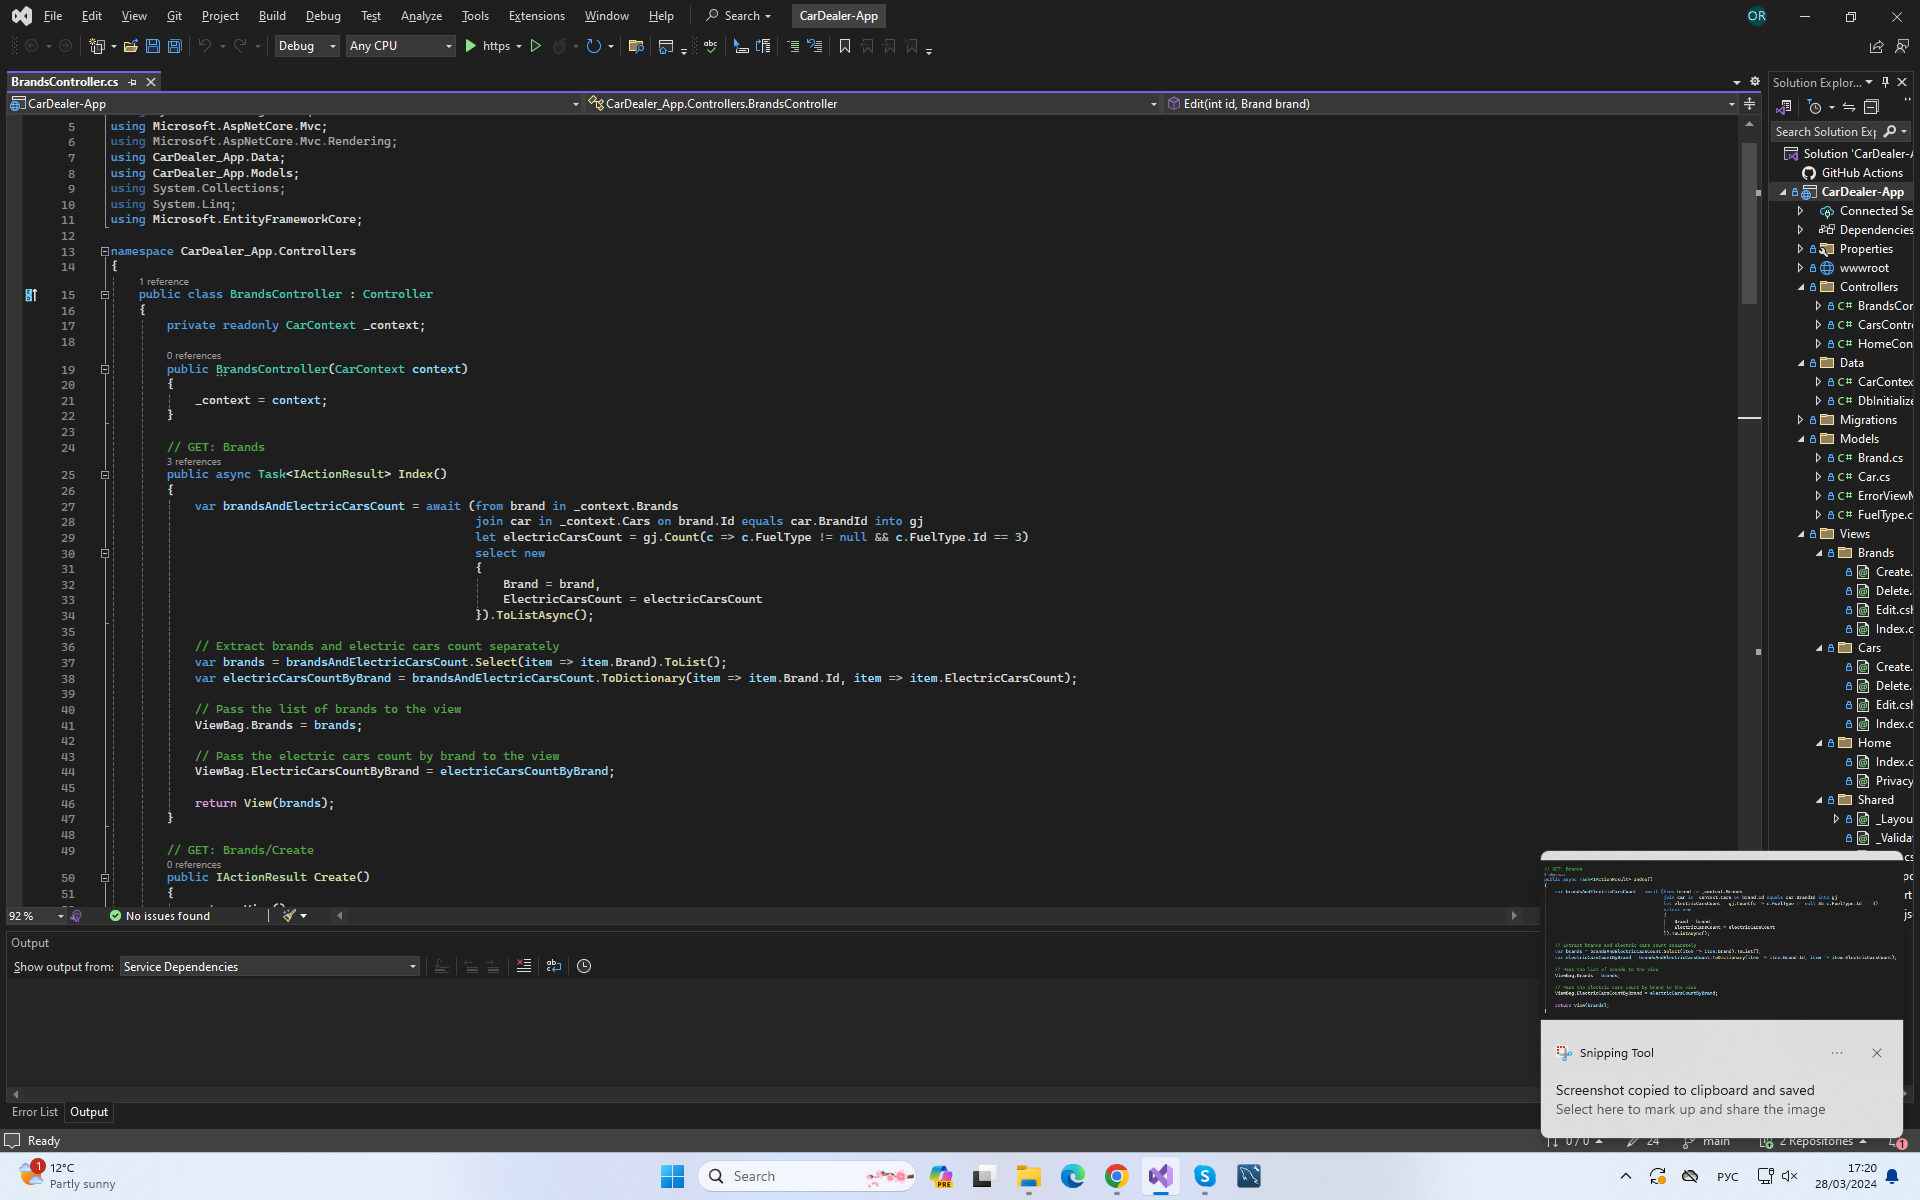 File Edit View Git Project Build Debug Test Analyze Tools Extensions Window Help Search CarDealer-App OR
Debug Any CPU https
BrandsController.cs
Solution Explor...
CarDealer-App CarDealer_App.Controllers.BrandsController Edit(int id, Brand brand)
5 using Microsoft.AspNetCore.Mvc;
6 using Microsoft.AspNetCore.Mvc.Rendering;
7 using CarDealer_App.Data;
8 using CarDealer_App.Models;
9 using System.Collections;
10 using System.Linq;
11 using Microsoft.EntityFrameworkCore;
12
13 namespace CarDealer_App.Controllers
14 {
1 reference
15 public class BrandsController : Controller
16 {
17 private readonly CarContext _context;
18
0 references
19 public BrandsController(CarContext context)
20 {
21 _context = context;
22 }
23
24 // GET: Brands
3 references
25 public async Task<IActionResult> Index()
26 {
27 var brandsAndElectricCarsCount = await (from brand in _context.Brands
28 join car in _context.Cars on brand.Id equals car.BrandId into gj
29 let electricCarsCount = gj.Count(c => c.FuelType != null && c.FuelType.Id == 3)
30 select new
31 {
32 Brand = brand,
33 ElectricCarsCount = electricCarsCount
34 }).ToListAsync();
35
36 // Extract brands and electric cars count separately
37 var brands = brandsAndElectricCarsCount.Select(item => item.Brand).ToList();
38 var electricCarsCountByBrand = brandsAndElectricCarsCount.ToDictionary(item => item.Brand.Id, item => item.ElectricCarsCount);
39
40 // Pass the list of brands to the view
41 ViewBag.Brands = brands;
42
43 // Pass the electric cars count by brand to the view
44 ViewBag.ElectricCarsCountByBrand = electricCarsCountByBrand;
45
46 return View(brands);
47 }
48
49 // GET: Brands/Create
0 references
50 public IActionResult Create()
51 {
92 % No issues found
Search Solution Exp
Solution 'CarDealer-A
GitHub Actions
CarDealer-App
Connected Se
Dependencies
Properties
wwwroot
Controllers
C# BrandsCor
C# CarsContr
C# HomeCon
Data
C# CarContex
C# DbInitialize
Migrations
Models
C# Brand.cs
C# Car.cs
C# ErrorViewM
C# FuelType.c
Views
Brands
Create.
Delete.
Edit.csh
Index.c
Cars
Create.
Delete.
Edit.csh
Index.c
Home
Index.c
Privacy
Shared
_Layou
_Valida
Output
Show output from: Service Dependencies
Error List Output
Snipping Tool
Screenshot copied to clipboard and saved
Select here to mark up and share the image
Ready 0 / 0 24 main 2 Repositories 1
1 12°C
Partly sunny
Search PRE
РУС
17:20
28/03/2024